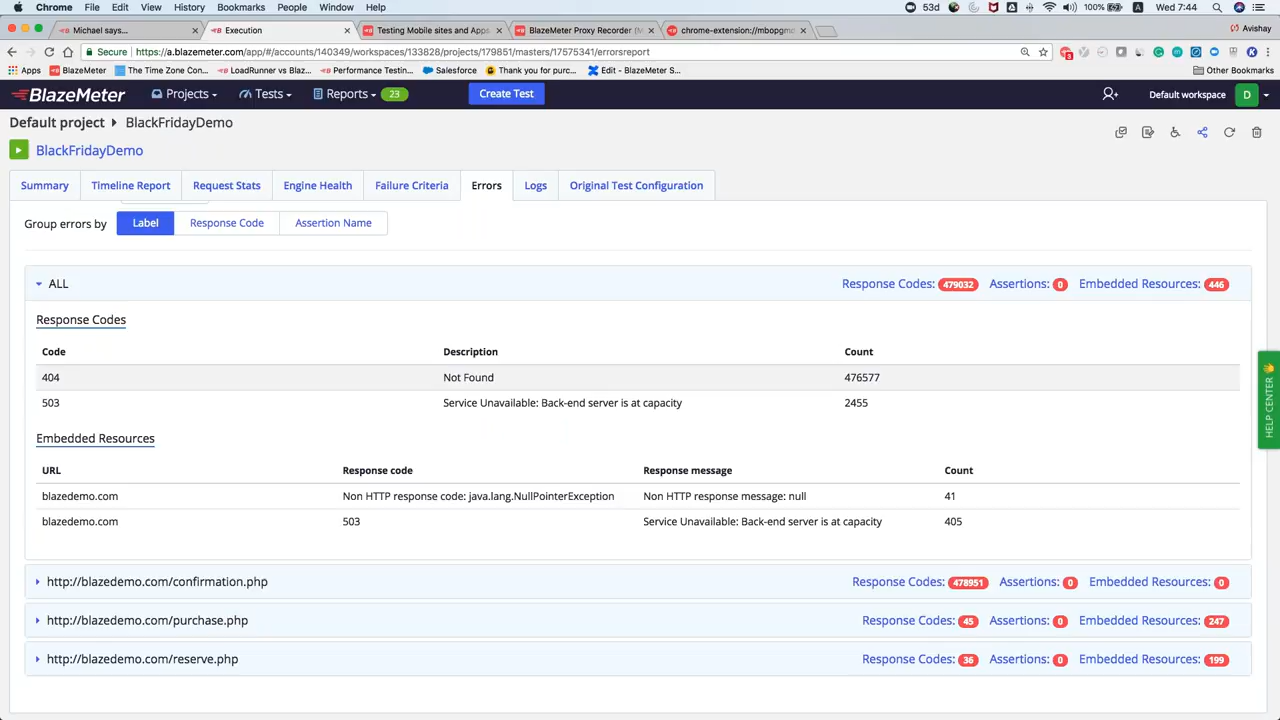 Chrome File Edit View History Bookmarks People Window Help 53d 100% Wed 7:44
Michael says... Execution Testing Mobile sites and Apps BlazeMeter Proxy Recorder (M chrome-extension://mbopgm Avishay
Secure https://a.blazemeter.com/app/#/accounts/140349/workspaces/133828/projects/179851/masters/17575341/errorsreport
Apps BlazeMeter The Time Zone Con... LoadRunner vs Blaz... Performance Testin... Salesforce Thank you for purc... Edit - BlazeMeter S... Other Bookmarks
BlazeMeter Projects Tests Reports 23 Create Test Default workspace D
Default project BlackFridayDemo
BlackFridayDemo
Summary Timeline Report Request Stats Engine Health Failure Criteria Errors Logs Original Test Configuration
Group errors by Label Response Code Assertion Name
ALL Response Codes: 479032 Assertions: 0 Embedded Resources: 446
Response Codes
Code Description Count
404 Not Found 476577
503 Service Unavailable: Back-end server is at capacity 2455
Embedded Resources
URL Response code Response message Count
blazedemo.com Non HTTP response code: java.lang.NullPointerException Non HTTP response message: null 41
blazedemo.com 503 Service Unavailable: Back-end server is at capacity 405
http://blazedemo.com/confirmation.php Response Codes: 478951 Assertions: 0 Embedded Resources: 0
http://blazedemo.com/purchase.php Response Codes: 45 Assertions: 0 Embedded Resources: 247
http://blazedemo.com/reserve.php Response Codes: 36 Assertions: 0 Embedded Resources: 199
HELP CENTER